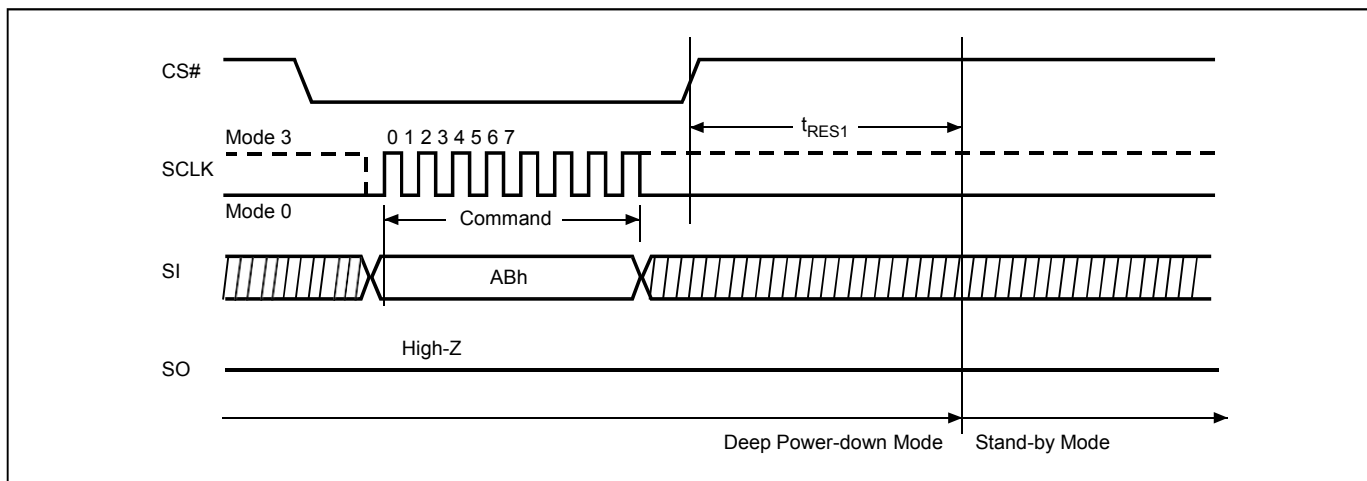 CS#
tRES1
Mode 3
0 1 2 3 4 5 6 7
SCLK
Mode 0
Command
SI
ABh
High-Z
SO
Deep Power-down Mode
Stand-by Mode